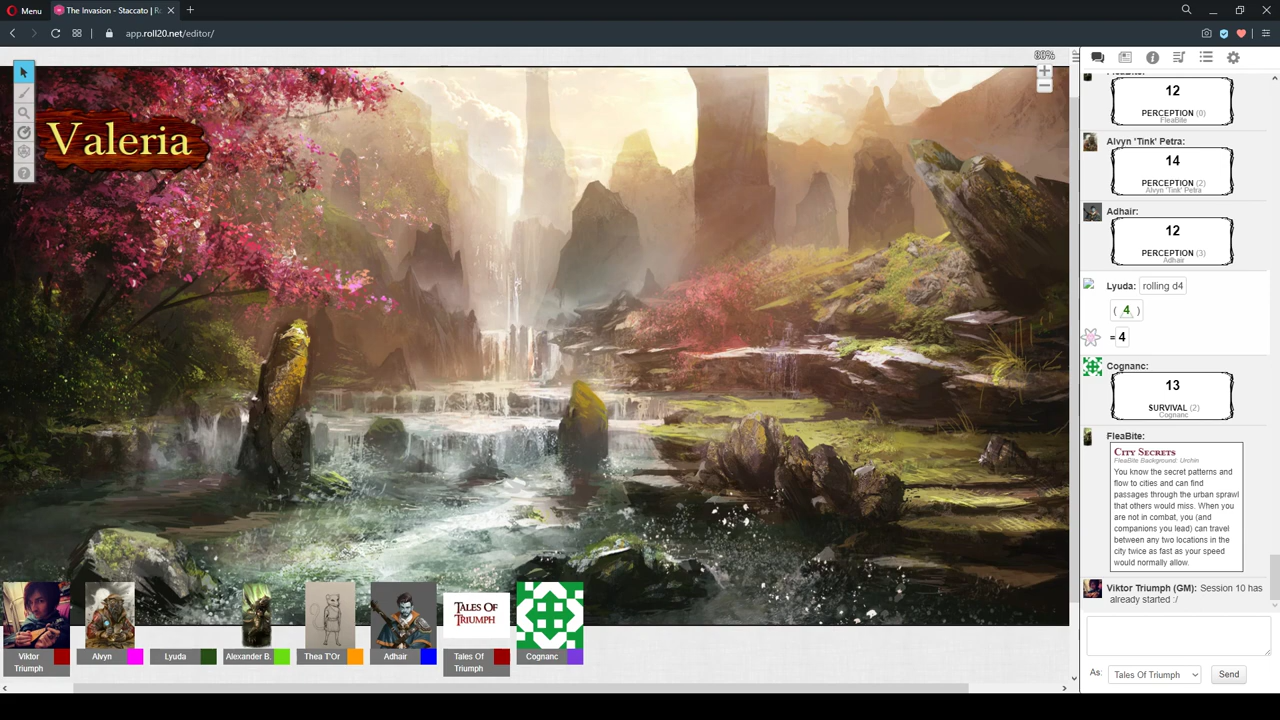 Menu
The Invasion - Staccato | Ro
app.roll20.net/editor/
80%
Valeria
12
PERCEPTION (0)
FleaBite
Alvyn 'Tink' Petra:
14
PERCEPTION (2)
Alvyn 'Tink' Petra
Adhair:
12
PERCEPTION (3)
Adhair
Lyuda: rolling d4
( 4 )
= 4
Cognanc:
13
SURVIVAL (2)
Cognanc
FleaBite:
City Secrets
FleaBite Background: Urchin
You know the secret patterns and
flow to cities and can find
passages through the urban sprawl
that others would miss. When you
are not in combat, you (and
companions you lead) can travel
between any two locations in the
city twice as fast as your speed
would normally allow.
Viktor Triumph (GM): Session 10 has
already started :/
TALES OF
TRIUMPH
Viktor
Triumph
Alvyn
Lyuda
Alexander B.
Thea T'Or
Adhair
Tales Of
Triumph
Cognanc
As: Tales Of Triumph
Send